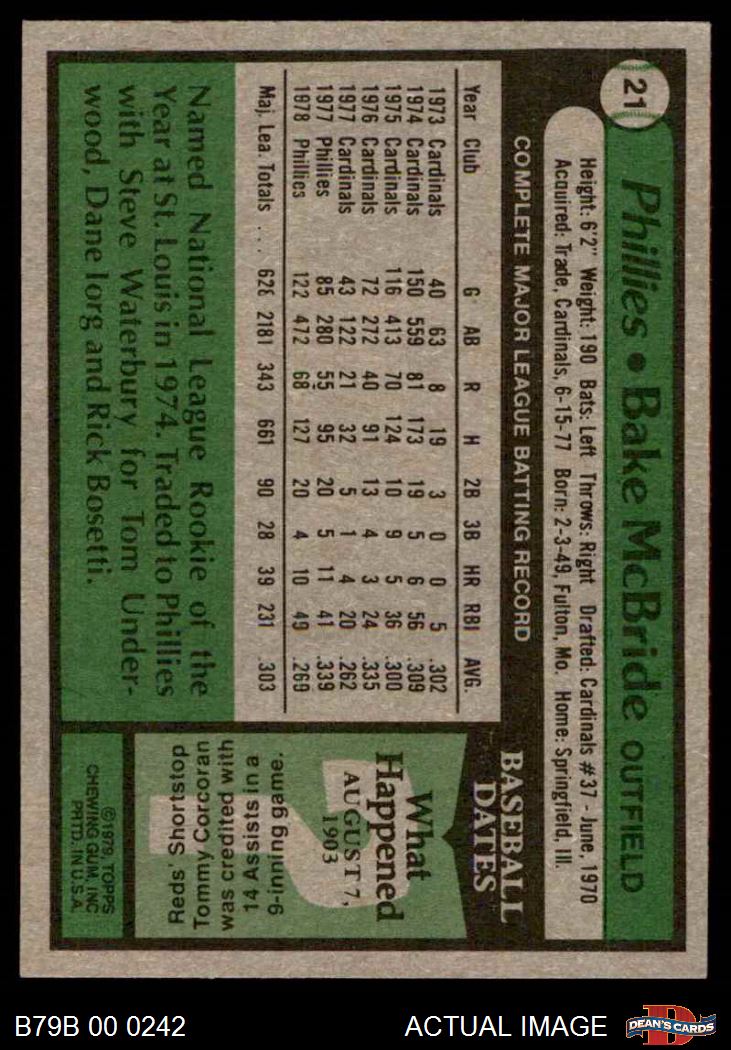 21
Phillies • Bake McBride OUTFIELD
Height: 6'2" Weight: 190 Bats: Left Throws: Right Drafted: Cardinals #37 - June, 1970
Acquired: Trade, Cardinals, 6-15-77 Born: 2-3-49, Fulton, Mo. Home: Springfield, Ill.
COMPLETE MAJOR LEAGUE BATTING RECORD
Year Club G AB R H 2B 3B HR RBI AVG.
1973 Cardinals 40 63 8 19 3 0 0 5 .302
1974 Cardinals 150 559 81 173 19 5 6 56 .309
1975 Cardinals 116 413 70 124 10 9 5 36 .300
1976 Cardinals 72 272 40 91 13 4 3 24 .335
1977 Cardinals 43 122 21 32 5 1 4 20 .262
1977 Phillies 85 280 55 95 20 5 11 41 .339
1978 Phillies 122 472 68 127 20 4 10 49 .269
Maj. Lea. Totals . . . 628 2181 343 661 90 28 39 231 .303
Named National League Rookie of the
Year at St. Louis in 1974. Traded to Phillies
with Steve Waterbury for Tom Under-
wood, Dane Iorg and Rick Bosetti.
BASEBALL
DATES
What
Happened
AUGUST 7,
1903
Reds' Shortstop
Tommy Corcoran
was credited with
14 Assists in a
9-inning game.
©1979, TOPPS
CHEWING GUM, INC
PRTD. IN U.S.A.
B79B 00 0242
ACTUAL IMAGE
D
DEAN'S CARDS